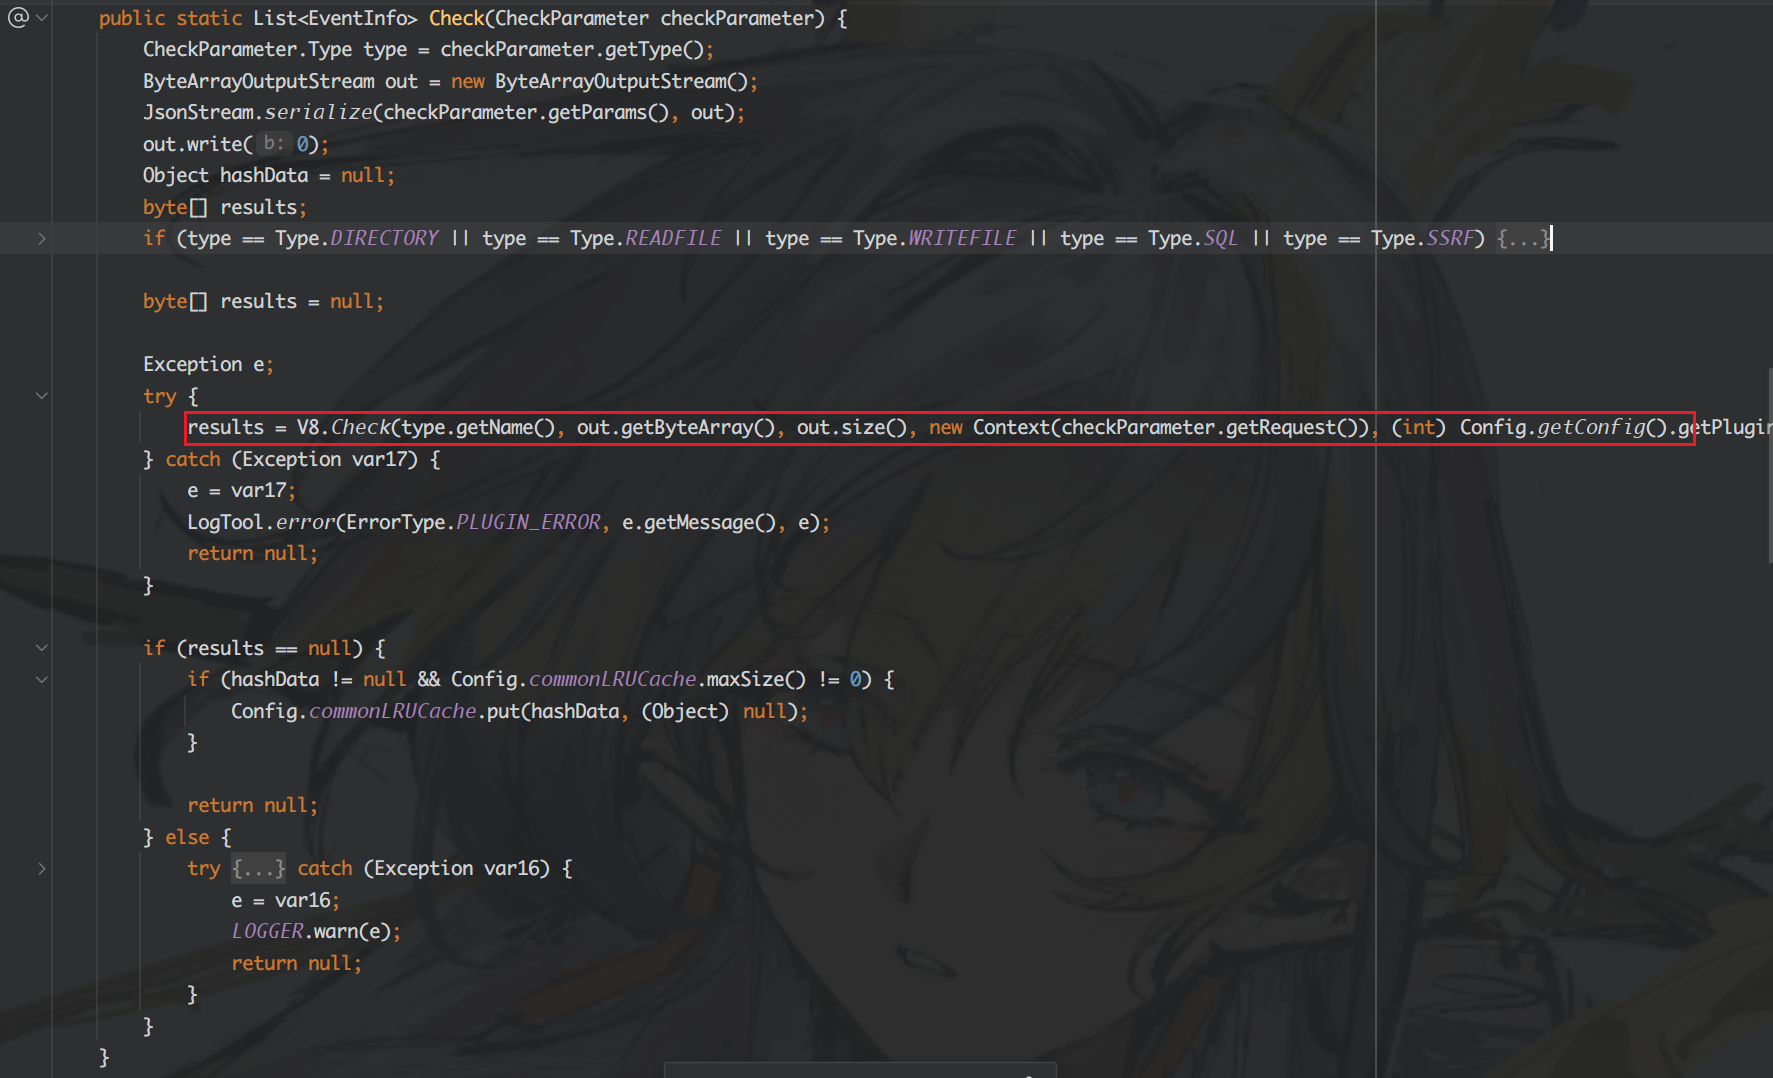 public static List<EventInfo> Check(CheckParameter checkParameter) {
CheckParameter.Type type = checkParameter.getType();
ByteArrayOutputStream out = new ByteArrayOutputStream();
JsonStream.serialize(checkParameter.getParams(), out);
out.write( b: 0);
Object hashData = null;
byte[] results;
if (type == Type.DIRECTORY || type == Type.READFILE || type == Type.WRITEFILE || type == Type.SQL || type == Type.SSRF) {...}
byte[] results = null;
Exception e;
try {
results = V8.Check(type.getName(), out.getByteArray(), out.size(), new Context(checkParameter.getRequest()), (int) Config.getConfig().getPlugin
} catch (Exception var17) {
e = var17;
LogTool.error(ErrorType.PLUGIN_ERROR, e.getMessage(), e);
return null;
}
if (results == null) {
if (hashData != null && Config.commonLRUCache.maxSize() != 0) {
Config.commonLRUCache.put(hashData, (Object) null);
}
return null;
} else {
try {...} catch (Exception var16) {
e = var16;
LOGGER.warn(e);
return null;
}
}
}